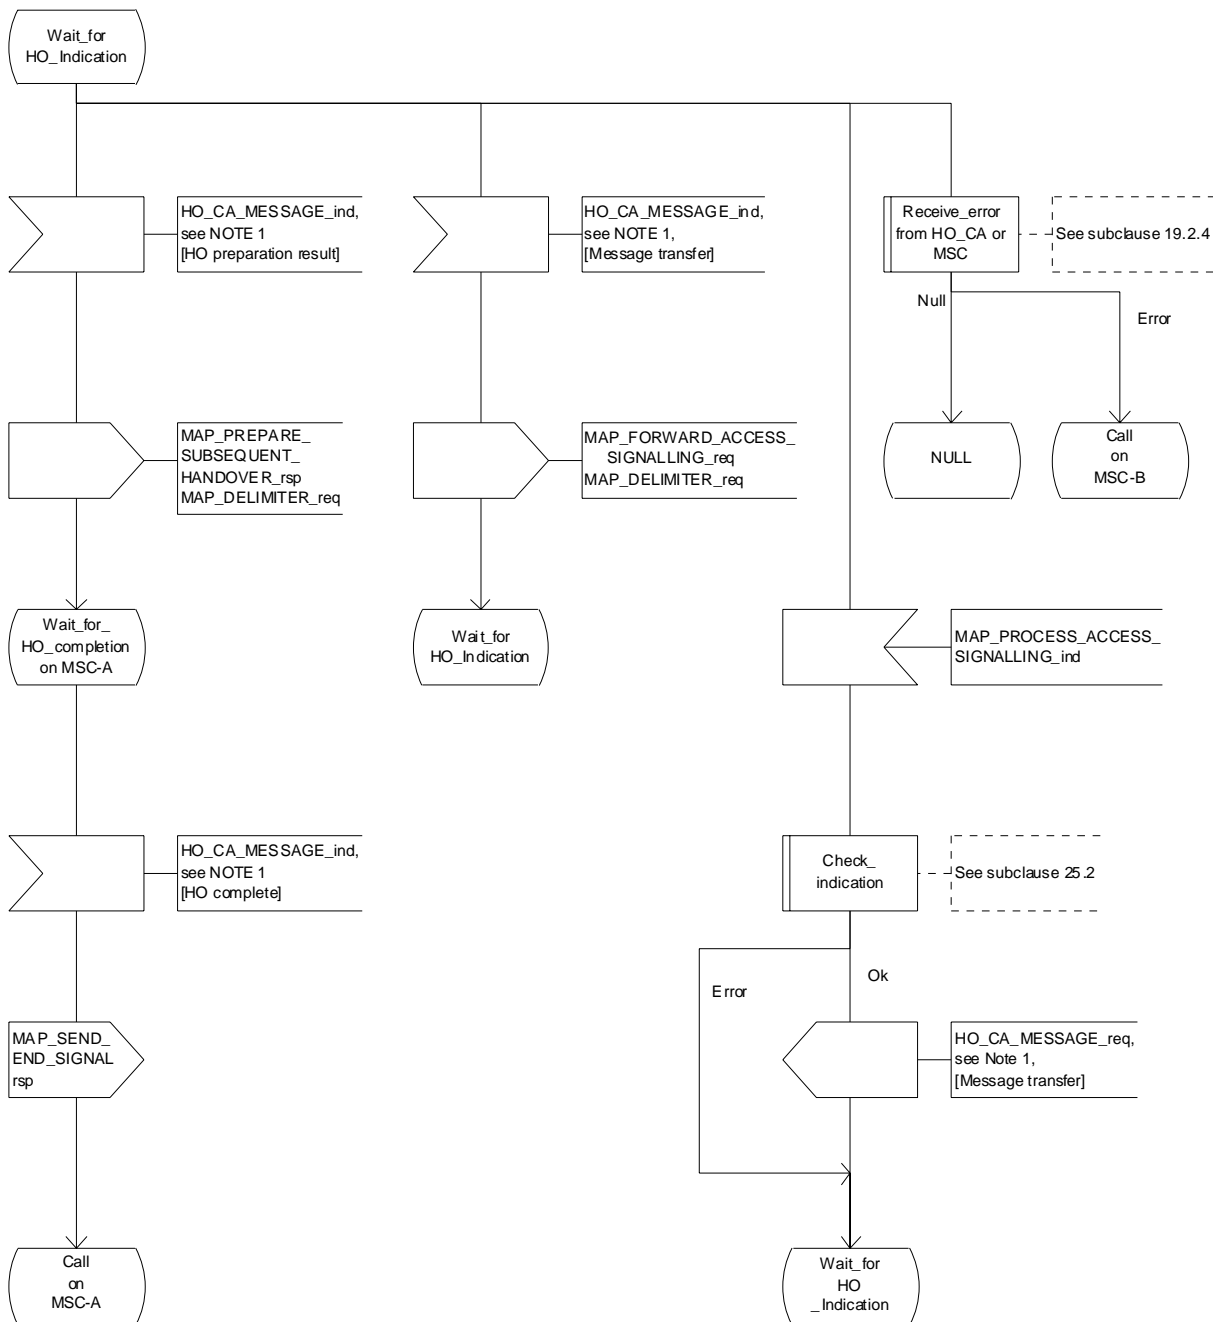 Wait_for
HO_Indication
HO_CA_MESSAGE_ind,
see NOTE 1
[HO preparation result]
HO_CA_MESSAGE_ind,
see NOTE 1,
[Message transfer]
Receive_error
from HO_CA or
MSC
See subclause 19.2.4
Null
Error
MAP_PREPARE_
SUBSEQUENT_
HANDOVER_rsp
MAP_DELIMITER_req
MAP_FORWARD_ACCESS_
SIGNALLING_req
MAP_DELIMITER_req
NULL
Call
on
MSC-B
Wait_for_
HO_completion
on MSC-A
Wait_for
HO_Indication
MAP_PROCESS_ACCESS_
SIGNALLING_ind
HO_CA_MESSAGE_ind,
see NOTE 1
[HO complete]
Check_
indication
See subclause 25.2
Error
Ok
MAP_SEND_
END_SIGNAL
rsp
HO_CA_MESSAGE_req,
see Note 1,
[Message transfer]
Call
on
MSC-A
Wait_for
HO
_Indication